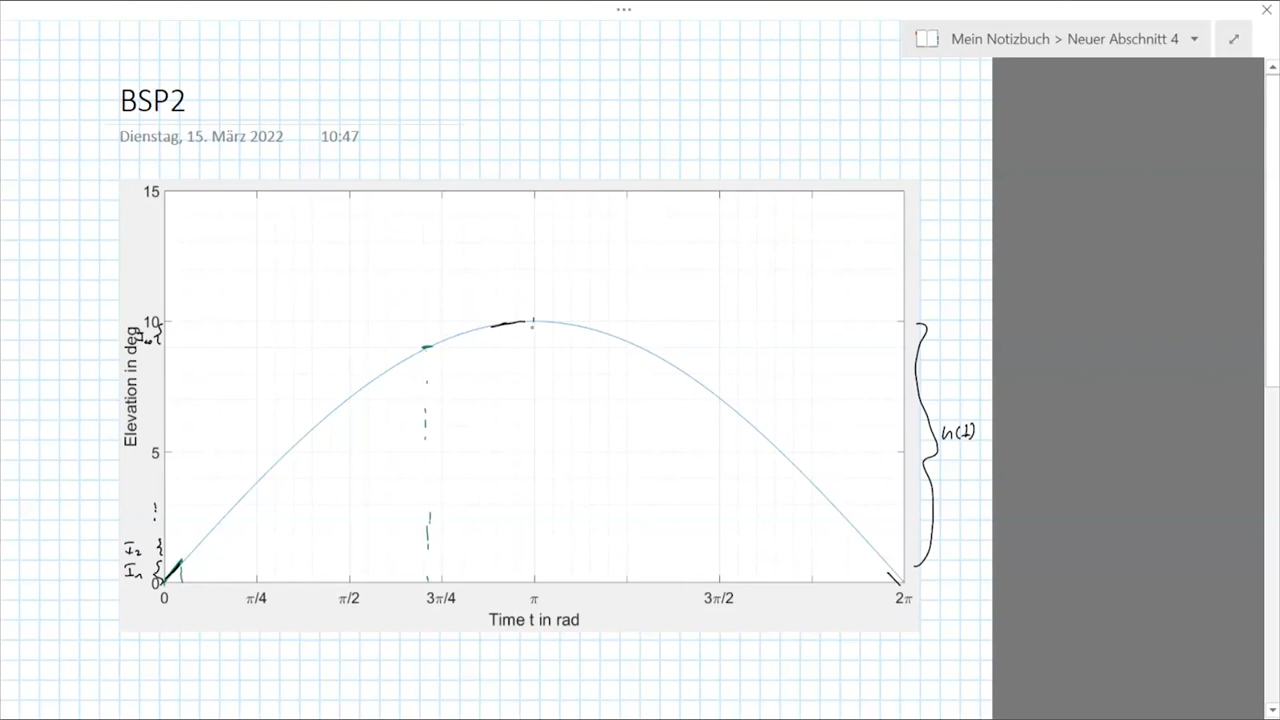 Mein Notizbuch > Neuer Abschnitt 4
BSP2
Dienstag, 15. März 2022 10:47
15
10
5
0
Elevation in deg
I₂
h(t)
0 π/4 π/2 3π/4 π 3π/2 2π
Time t in rad